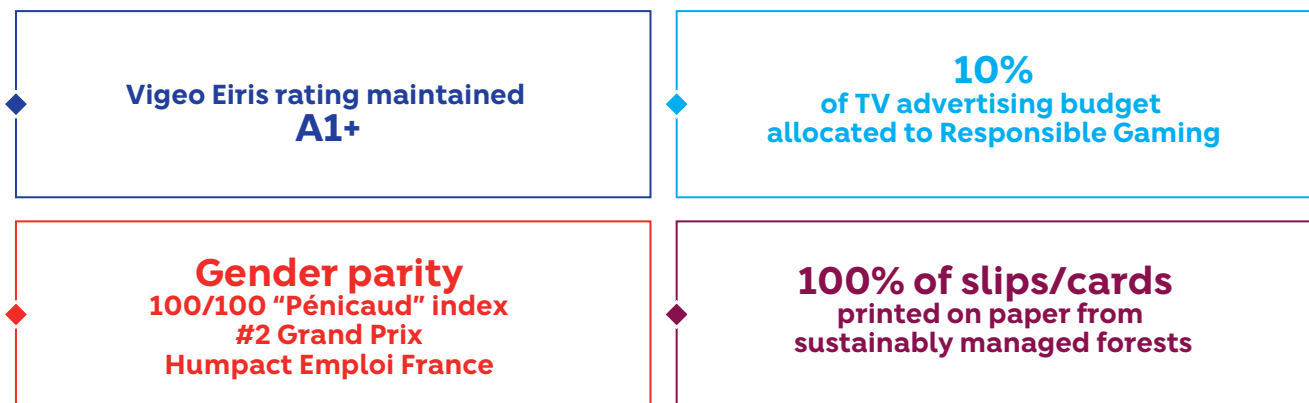 Vigeo Eiris rating maintained
A1+
10%
of TV advertising budget
allocated to Responsible Gaming
Gender parity
100/100 “Pénicaud” index
#2 Grand Prix
Humpact Emploi France
100% of slips/cards
printed on paper from
sustainably managed forests